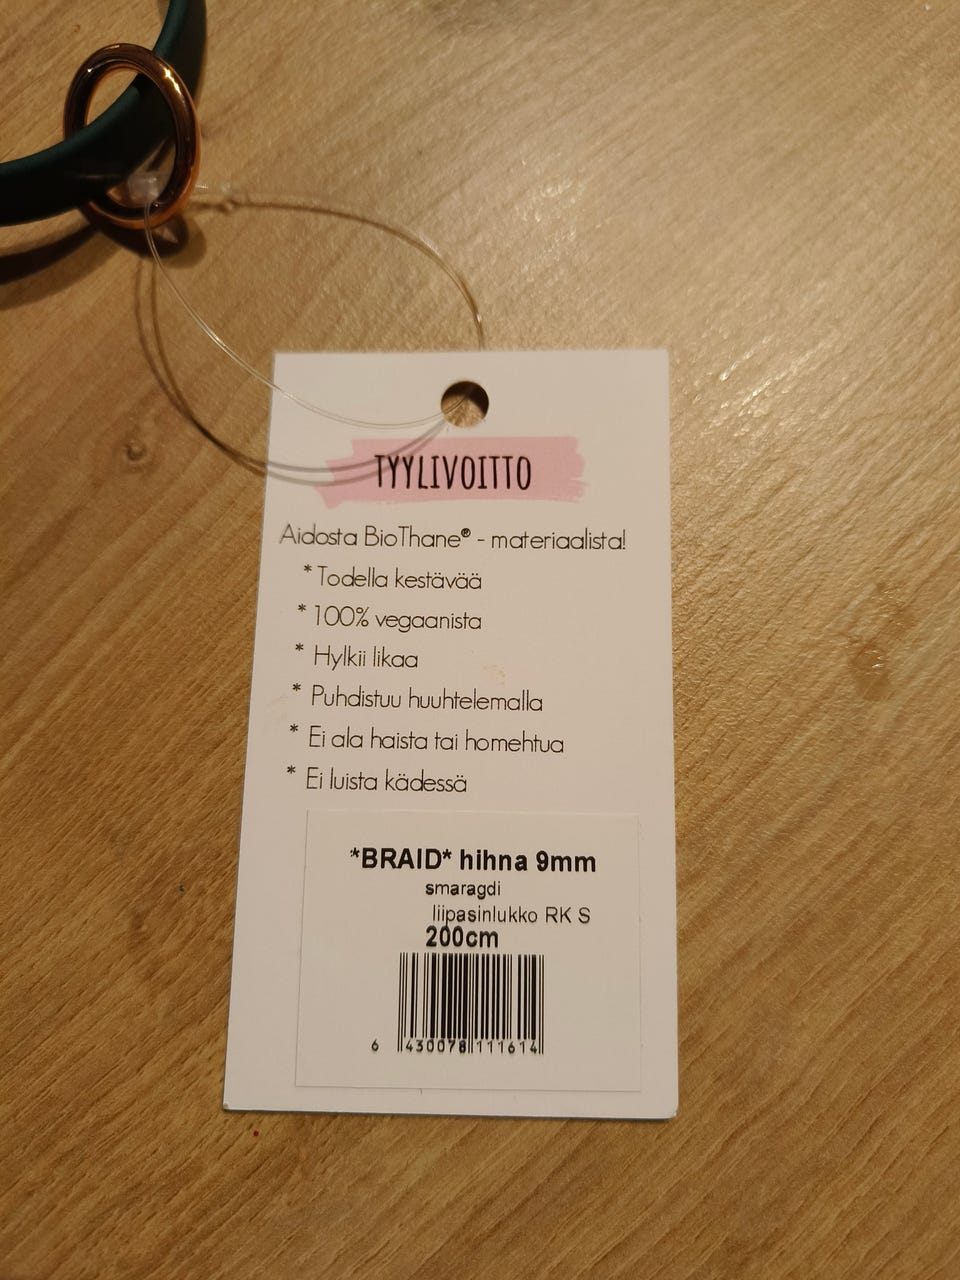 TYYLIVOITTO
Aidosta BioThane® - materiaalista!
* Todella kestävää
* 100% vegaanista
* Hylkii likaa
* Puhdistuu huuhtelemalla
* Ei ala haista tai homehtua
* Ei luista kädessä
*BRAID* hihna 9mm
smaragdi
liipasinlukko RK S
200cm
6 430078 111614